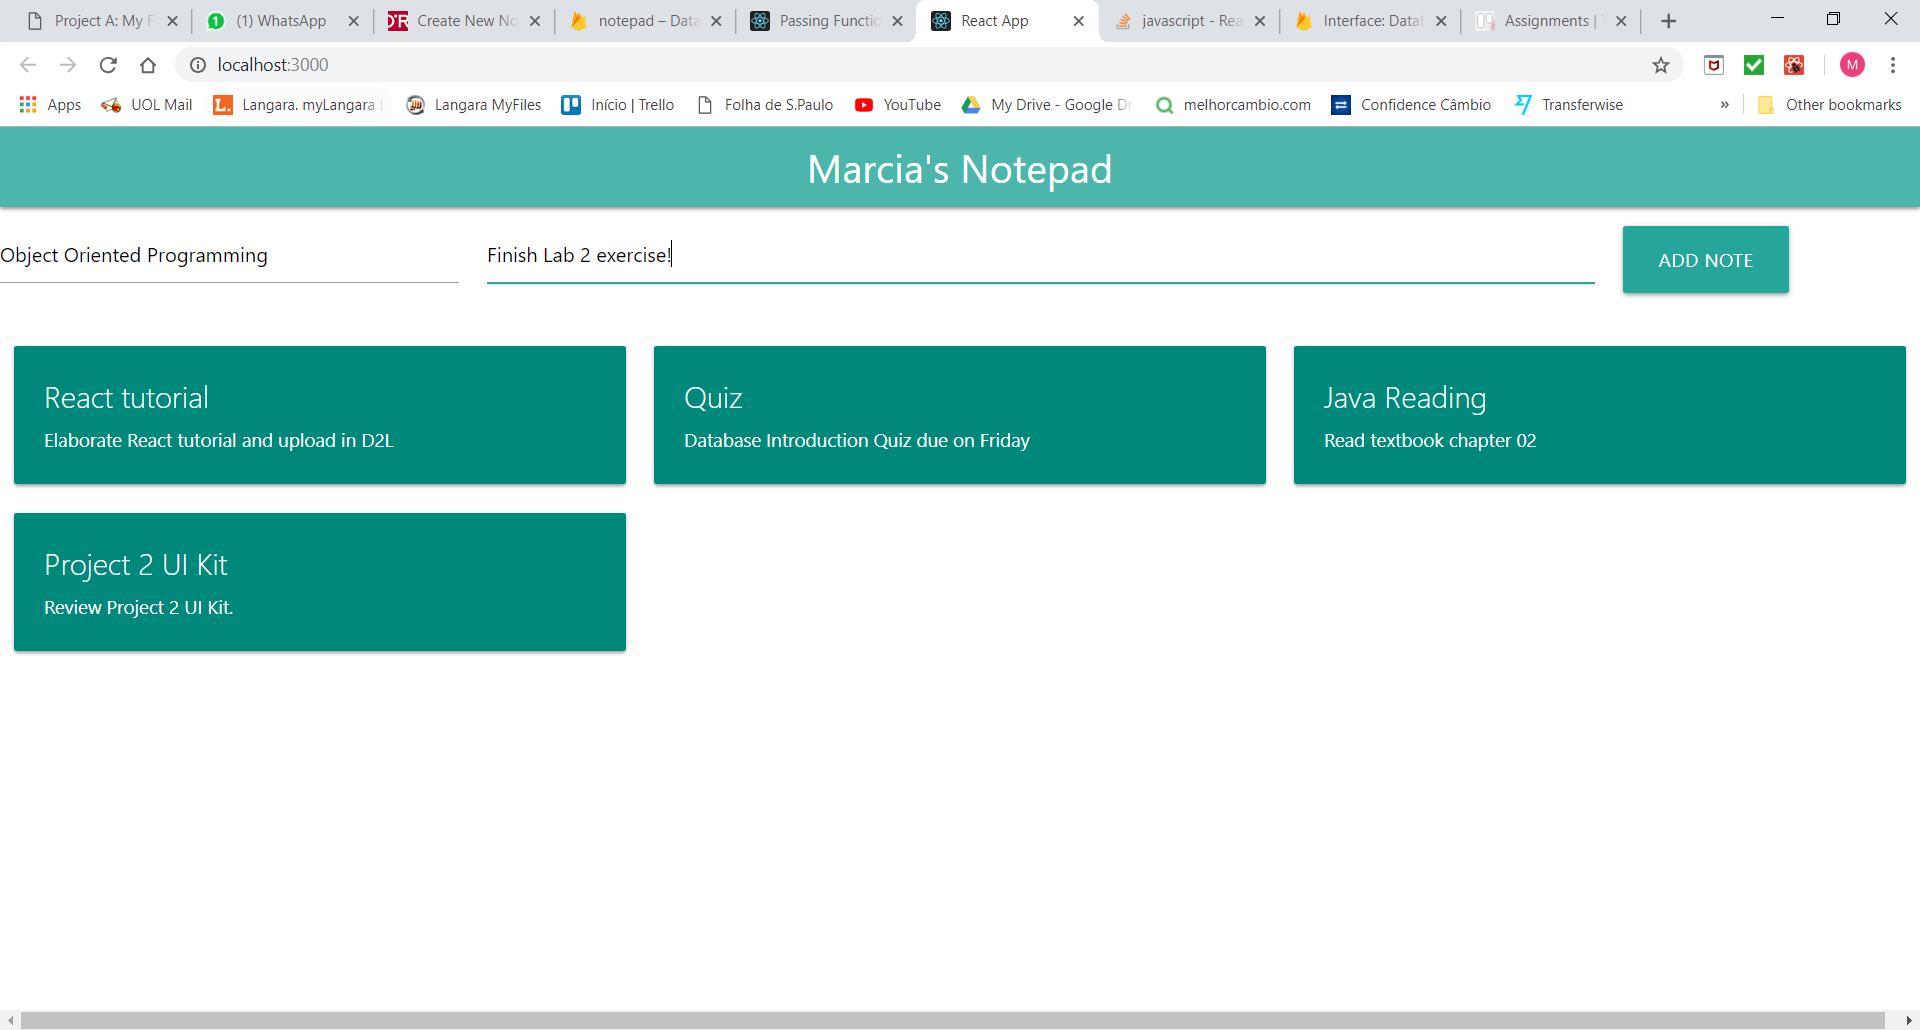 Project A: My F
(1) WhatsApp
Create New No
notepad – Data
Passing Functio
React App
javascript - Rea
Interface: Datab
Assignments | T
localhost:3000
M
Apps
UOL Mail
Langara. myLangara
Langara MyFiles
Início | Trello
Folha de S.Paulo
YouTube
My Drive - Google Dr
melhorcambio.com
Confidence Câmbio
Transferwise
»
Other bookmarks
Marcia's Notepad
Object Oriented Programming
Finish Lab 2 exercise!
ADD NOTE
React tutorial
Elaborate React tutorial and upload in D2L
Quiz
Database Introduction Quiz due on Friday
Java Reading
Read textbook chapter 02
Project 2 UI Kit
Review Project 2 UI Kit.